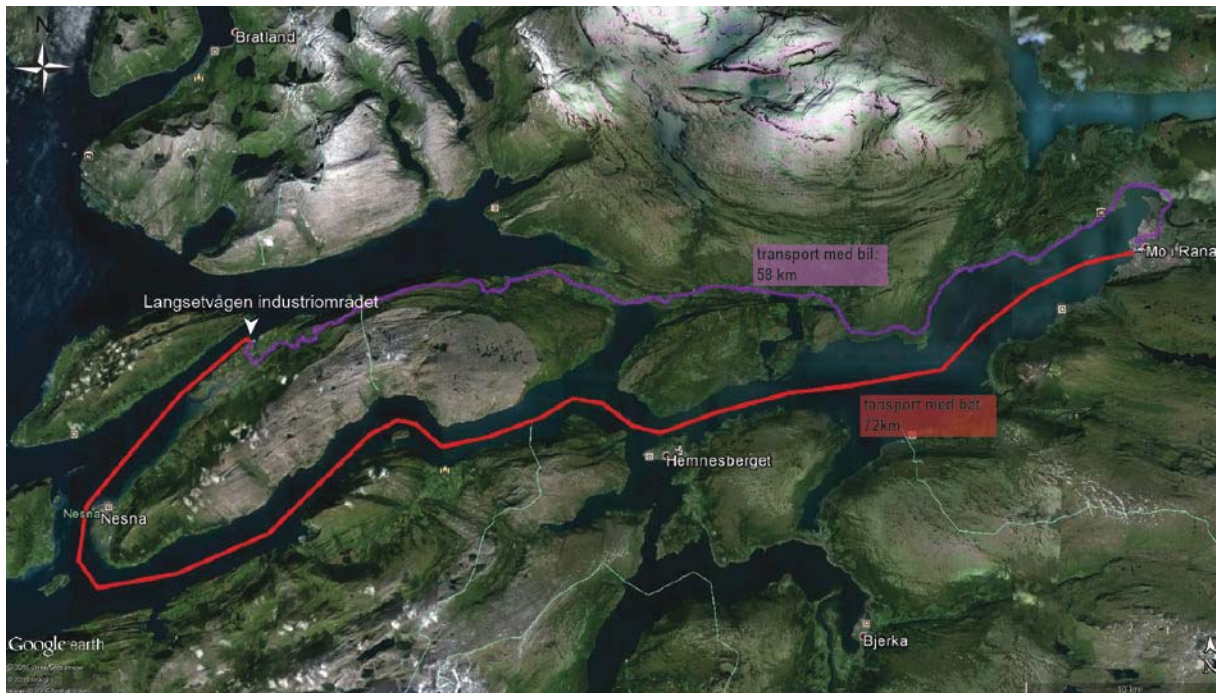 N
Bratland
transport med bil:
58 km
Mo i Rana
Langsetvågen industriområdet
transport med båt
72km
Hemnesberget
Nesna
Nesna
Bjerka
Google earth
N
10 km